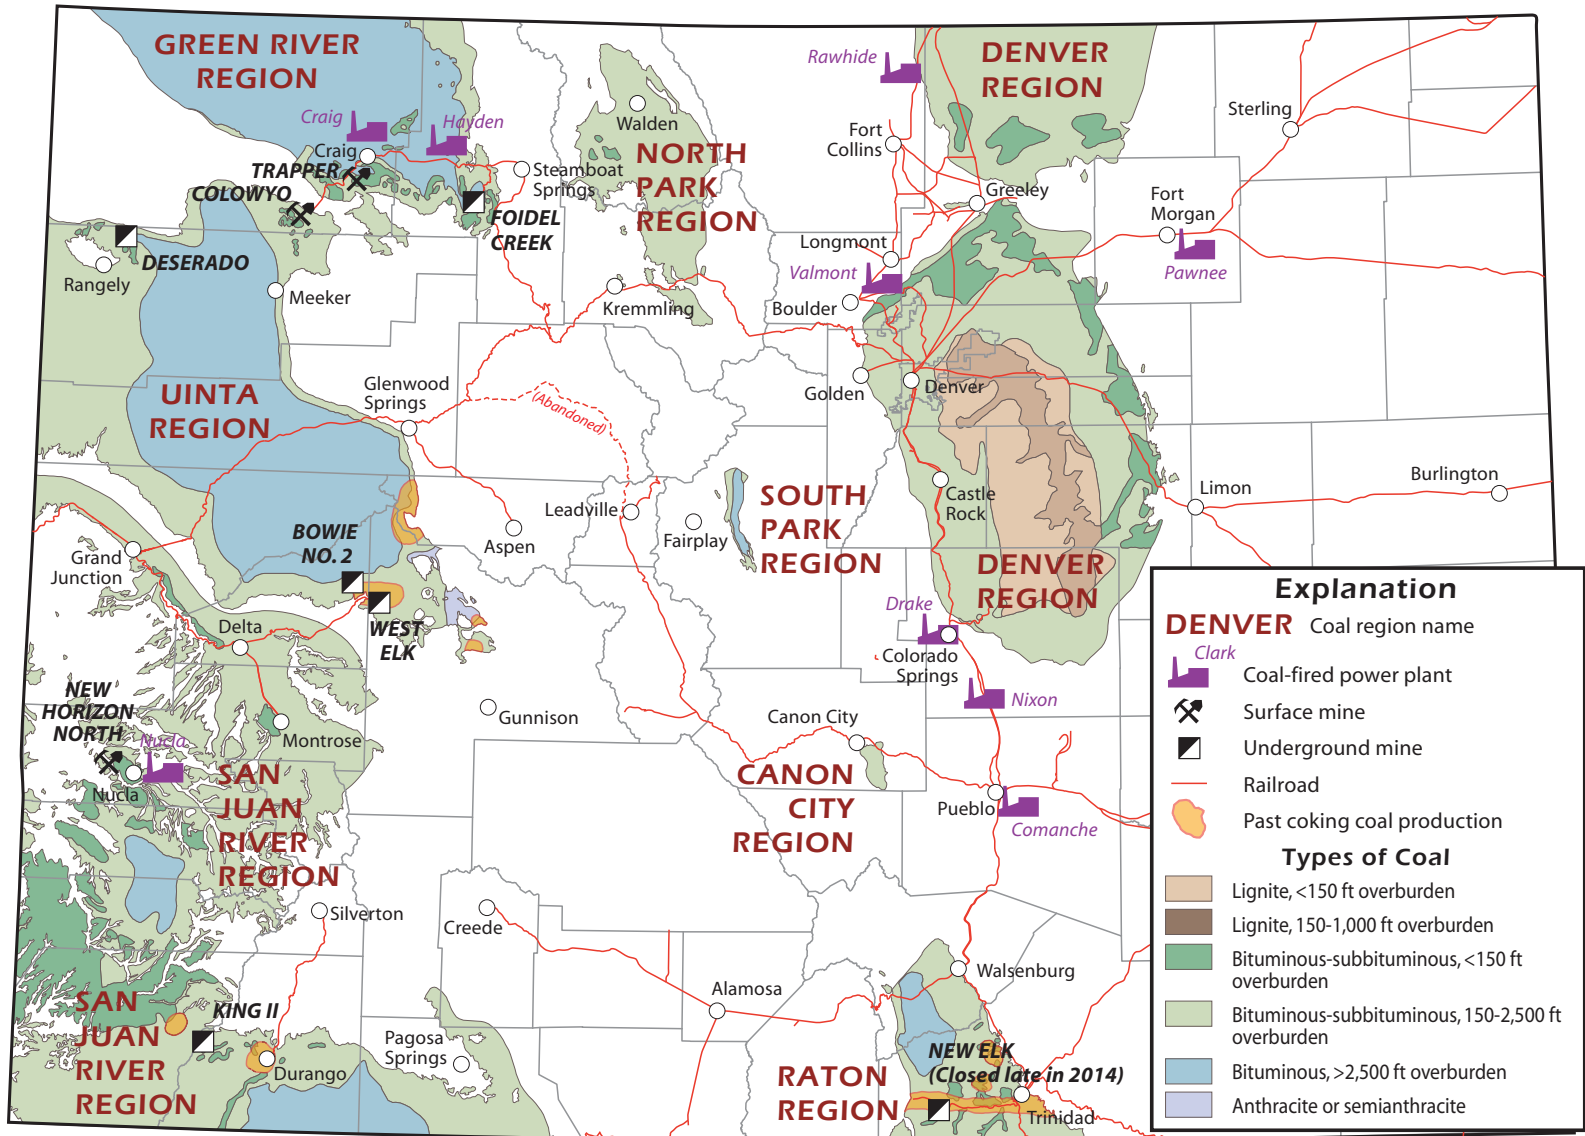 GREEN RIVER
REGION
Rawhide
DENVER
REGION
Craig
Hayden
Walden
Sterling
Fort
Collins
Craig
TRAPPER
COLOWYO
Steamboat
Springs
NORTH
PARK
REGION
Greeley
Fort
Morgan
FOIDEL
CREEK
Longmont
Valmont
Pawnee
DESERADO
Rangely
Meeker
Kremmling
Boulder
UINTA
REGION
Glenwood
Springs
(Abandoned)
Golden
Denver
Castle
Rock
Limon
Burlington
Leadville
Fairplay
SOUTH
PARK
REGION
Aspen
BOWIE
NO. 2
Grand
Junction
DENVER
REGION
WEST
ELK
Delta
Drake
Colorado
Springs
NEW
HORIZON
NORTH
Nucla
Nucla
Montrose
Gunnison
Nixon
Canon City
SAN
JUAN
RIVER
REGION
CANON
CITY
REGION
Pueblo
Comanche
Silverton
Creede
Walsenburg
Alamosa
SAN
JUAN
RIVER
REGION
KING II
Durango
Pagosa
Springs
NEW ELK
(Closed late in 2014)
RATON
REGION
Trinidad
Explanation
DENVER Coal region name
Clark
Coal-fired power plant
Surface mine
Underground mine
Railroad
Past coking coal production
Types of Coal
Lignite, <150 ft overburden
Lignite, 150-1,000 ft overburden
Bituminous-subbituminous, <150 ft
overburden
Bituminous-subbituminous, 150-2,500 ft
overburden
Bituminous, >2,500 ft overburden
Anthracite or semianthracite